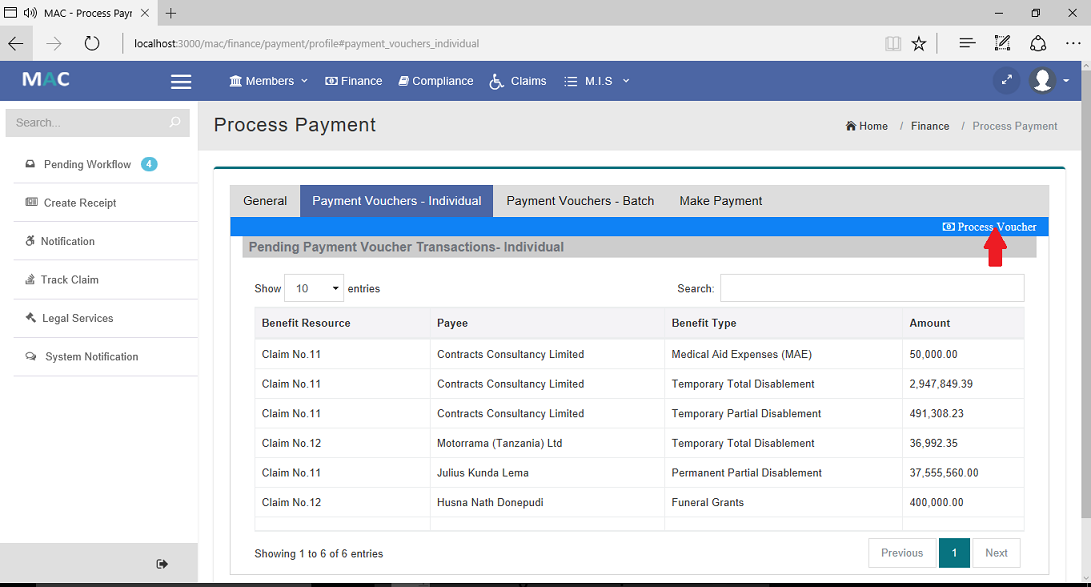 MAC - Process Payr
localhost:3000/mac/finance/payment/profile#payment_vouchers_individual
MAC
Members
Finance
Compliance
Claims
M.I.S
Search...
Process Payment
Home / Finance / Process Payment
Pending Workflow 4
Create Receipt
Notification
Track Claim
Legal Services
System Notification
General
Payment Vouchers - Individual
Payment Vouchers - Batch
Make Payment
Process Voucher
Pending Payment Voucher Transactions- Individual
Show 10 entries
Search:
Benefit Resource Payee Benefit Type Amount
Claim No.11 Contracts Consultancy Limited Medical Aid Expenses (MAE) 50,000.00
Claim No.11 Contracts Consultancy Limited Temporary Total Disablement 2,947,849.39
Claim No.11 Contracts Consultancy Limited Temporary Partial Disablement 491,308.23
Claim No.12 Motorrama (Tanzania) Ltd Temporary Total Disablement 36,992.35
Claim No.11 Julius Kunda Lema Permanent Partial Disablement 37,555,560.00
Claim No.12 Husna Nath Donepudi Funeral Grants 400,000.00
Showing 1 to 6 of 6 entries
Previous 1 Next